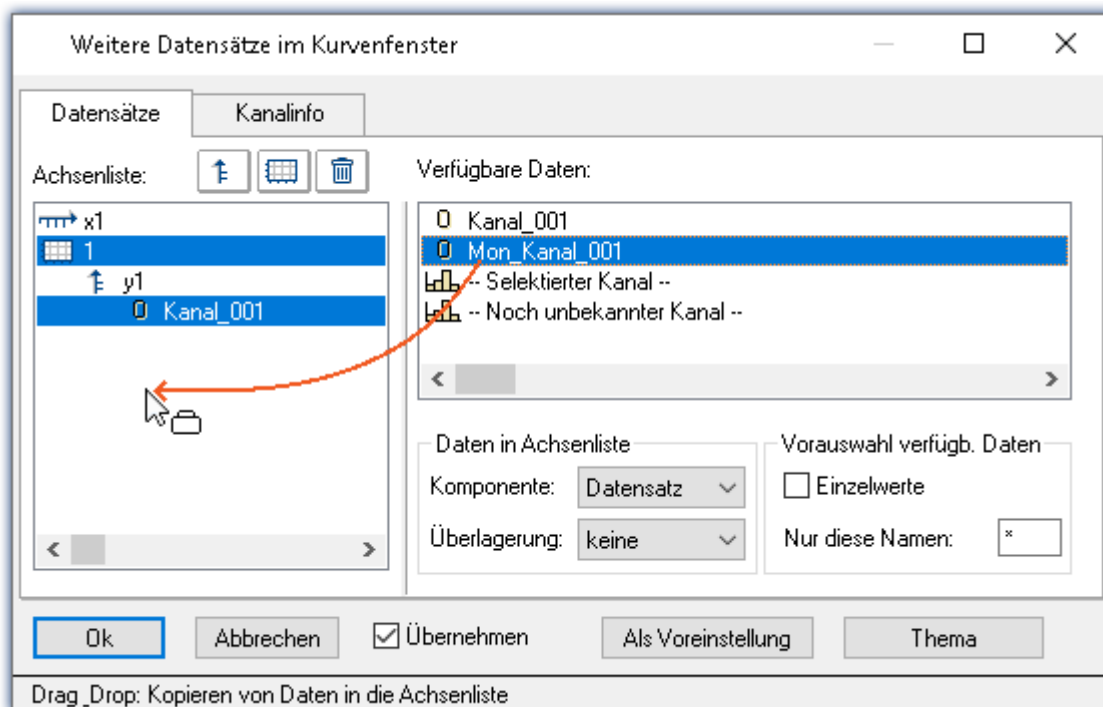 Weitere Datensätze im Kurvenfenster
Datensätze Kanalinfo
Achsenliste:
x1
1
y1
Kanal_001
Verfügbare Daten:
Kanal_001
Mon_Kanal_001
-- Selektierter Kanal --
-- Noch unbekannter Kanal --
Daten in Achsenliste
Komponente: Datensatz
Überlagerung: keine
Vorauswahl verfügb. Daten
Einzelwerte
Nur diese Namen: *
Ok Abbrechen Übernehmen Als Voreinstellung Thema
Drag_Drop: Kopieren von Daten in die Achsenliste